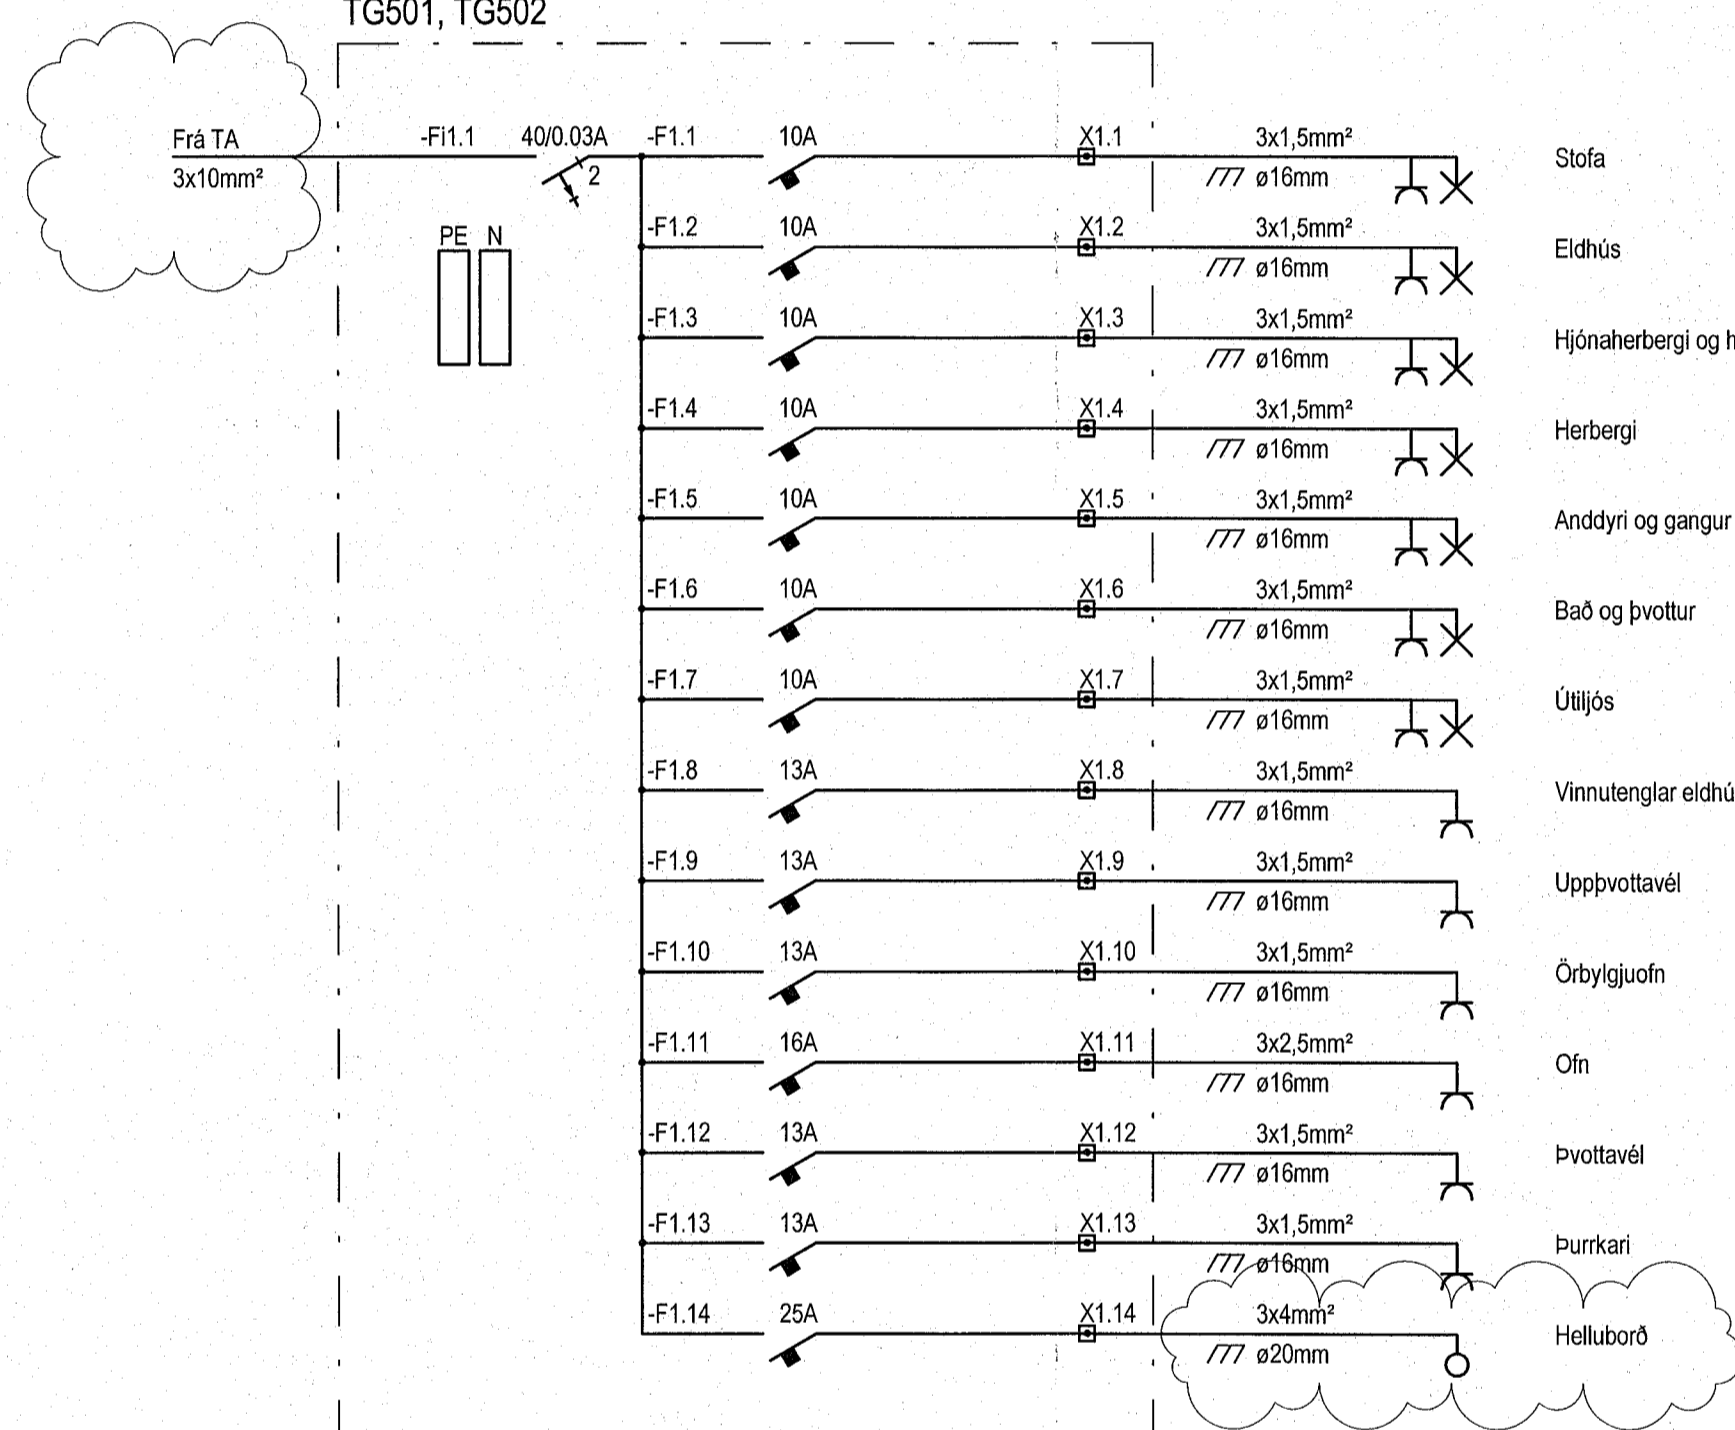 TG501, TG502
Frá TA
3x10mm²
-Fi1.1 40/0.03A
2
PE N
-F1.1 10A X1.1 3x1,5mm² Stofa
ø16mm
-F1.2 10A X1.2 3x1,5mm² Eldhús
ø16mm
-F1.3 10A X1.3 3x1,5mm² Hjónaherbergi og h
ø16mm
-F1.4 10A X1.4 3x1,5mm² Herbergi
ø16mm
-F1.5 10A X1.5 3x1,5mm² Anddyri og gangur
ø16mm
-F1.6 10A X1.6 3x1,5mm² Bað og þvottur
ø16mm
-F1.7 10A X1.7 3x1,5mm² Útiljós
ø16mm
-F1.8 13A X1.8 3x1,5mm² Vinnutenglar eldhú
ø16mm
-F1.9 13A X1.9 3x1,5mm² Uppþvottavél
ø16mm
-F1.10 13A X1.10 3x1,5mm² Örbylgjuofn
ø16mm
-F1.11 16A X1.11 3x2,5mm² Ofn
ø16mm
-F1.12 13A X1.12 3x1,5mm² Þvottavél
ø16mm
-F1.13 13A X1.13 3x1,5mm² Þurrkari
ø16mm
-F1.14 25A X1.14 3x4mm² Helluborð
ø20mm